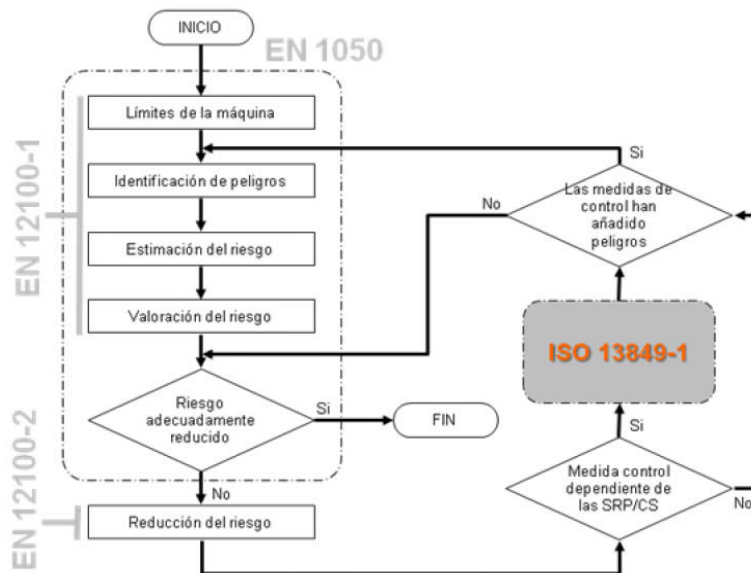 INICIO
EN 1050
Límites de la máquina
Identificación de peligros
Estimación del riesgo
Valoración del riesgo
EN 12100-1
Riesgo
adecuadamente
reducido
Si
FIN
No
Reducción del riesgo
EN 12100-2
Si
Las medidas de
control han
añadido
peligros
No
ISO 13849-1
Si
Medida control
dependiente de
las SRP/CS
No